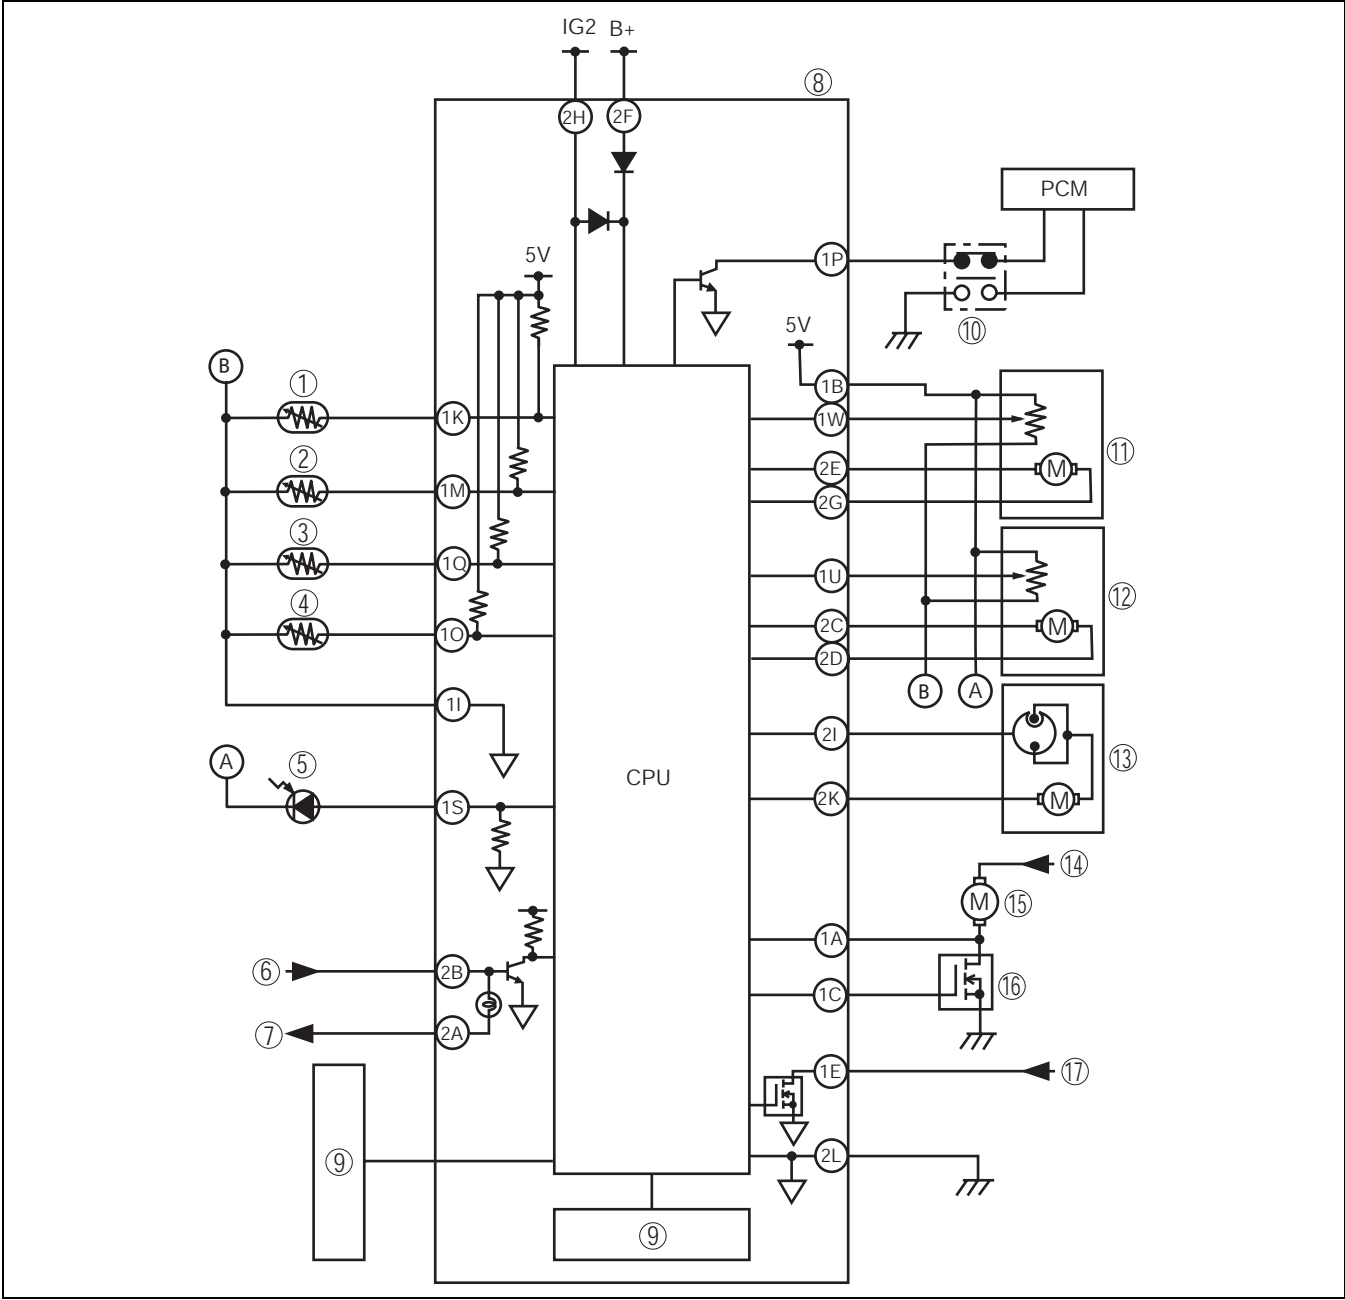 IG2 B+
⑧
2H 2F
PCM
5V
1P
⑩
5V
B
①
1K
1B
1W
⑪
②
1M
2E
2G
③
1Q
④
1O
1U
⑫
2C
2D
M
M
B A
1I
2I
A
⑤
CPU
⑬
1S
2K
M
⑭
M
⑮
1A
⑥
2B
1C
⑯
⑦
2A
1E
⑰
2L
⑨
⑨